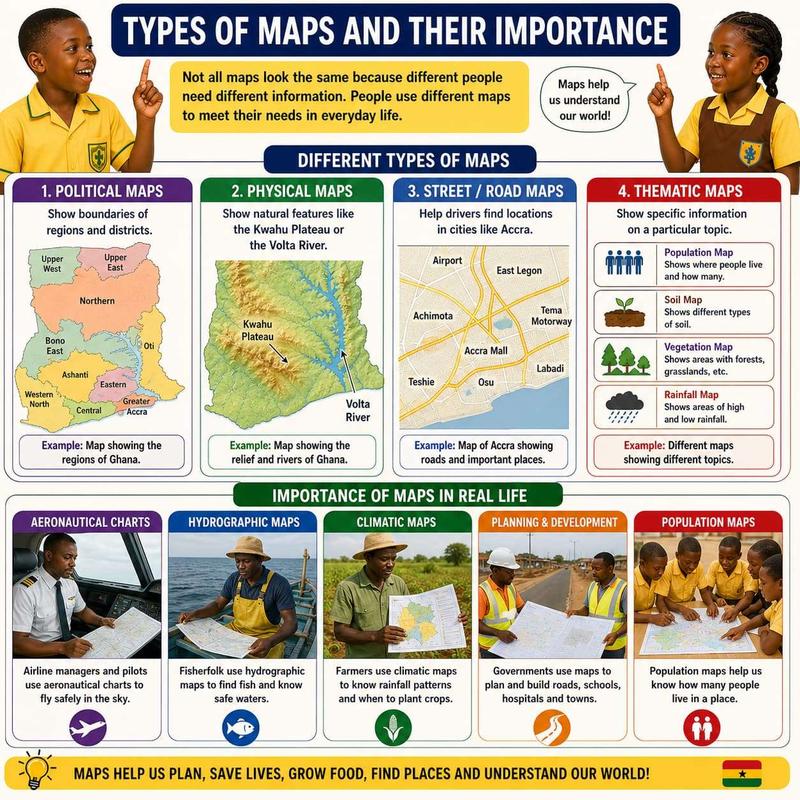 TYPES OF MAPS AND THEIR IMPORTANCE
Not all maps look the same because different people
need different information. People use different maps
to meet their needs in everyday life.
Maps help
us understand
our world!
DIFFERENT TYPES OF MAPS
1. POLITICAL MAPS
Show boundaries of
regions and districts.
Upper
West
Upper
East
Northern
Bono
East
Oti
Ashanti
Eastern
Western
North
Central
Greater
Accra
Example: Map showing the
regions of Ghana.
2. PHYSICAL MAPS
Show natural features like
the Kwahu Plateau or
the Volta River.
Kwahu
Plateau
Volta
River
Example: Map showing the
relief and rivers of Ghana.
3. STREET / ROAD MAPS
Help drivers find locations
in cities like Accra.
Airport
East Legon
Achimota
Tema
Motorway
Accra Mall
Labadi
Teshie
Osu
Example: Map of Accra showing
roads and important places.
4. THEMATIC MAPS
Show specific information
on a particular topic.
Population Map
Shows where people live
and how many.
Soil Map
Shows different types
of soil.
Vegetation Map
Shows areas with forests,
grasslands, etc.
Rainfall Map
Shows areas of high
and low rainfall.
Example: Different maps
showing different topics.
IMPORTANCE OF MAPS IN REAL LIFE
AERONAUTICAL CHARTS
Airline managers and pilots
use aeronautical charts to
fly safely in the sky.
HYDROGRAPHIC MAPS
Fisherfolk use hydrographic
maps to find fish and know
safe waters.
CLIMATIC MAPS
Farmers use climatic maps
to know rainfall patterns
and when to plant crops.
PLANNING & DEVELOPMENT
Governments use maps to
plan and build roads, schools,
hospitals and towns.
POPULATION MAPS
Population maps help us
know how many people
live in a place.
MAPS HELP US PLAN, SAVE LIVES, GROW FOOD, FIND PLACES AND UNDERSTAND OUR WORLD!